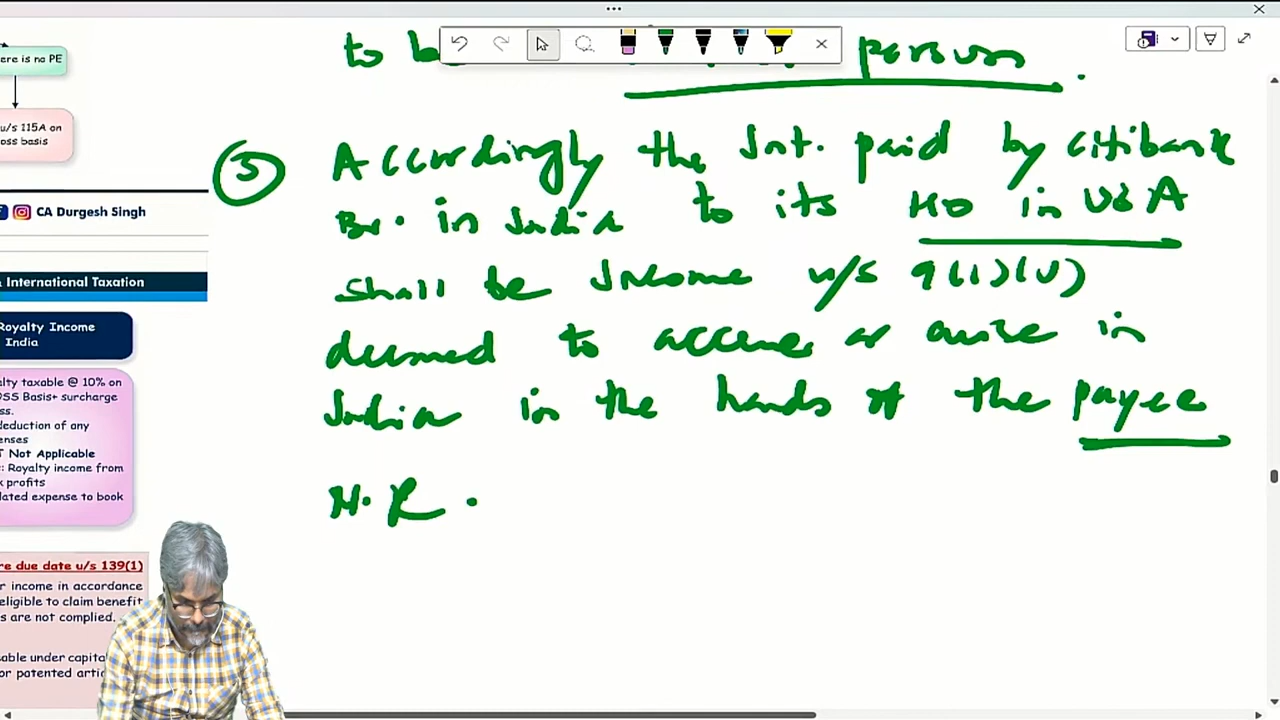 ere is no PE
u/s 115A on
oss basis
CA Durgesh Singh
International Taxation
Royalty Income
India
lty taxable @ 10% on
OSS Basis+ surcharge
ss.
deduction of any
enses
T Not Applicable
: Royalty income from
k profits
lated expense to book
re due date u/s 139(1)
r income in accordance
eligible to claim benefit
s are not complied.
able under capita
or patented artic
to be person.
5 Accordingly the Int. paid by citibank
Br. in India to its HO in USA
shall be Income u/s 9(1)(v)
deemed to accrue or arise in
India in the hands of the payee
N.R.